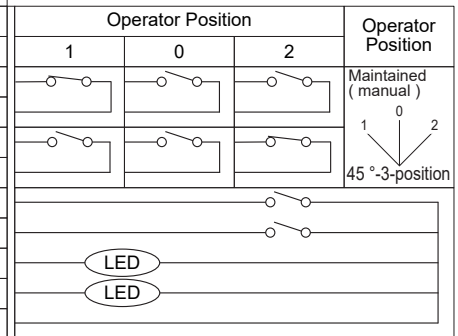 Operator Position
Operator
Position
1
0
2
Maintained
( manual )
0
1
2
45 °-3-position
LED
LED